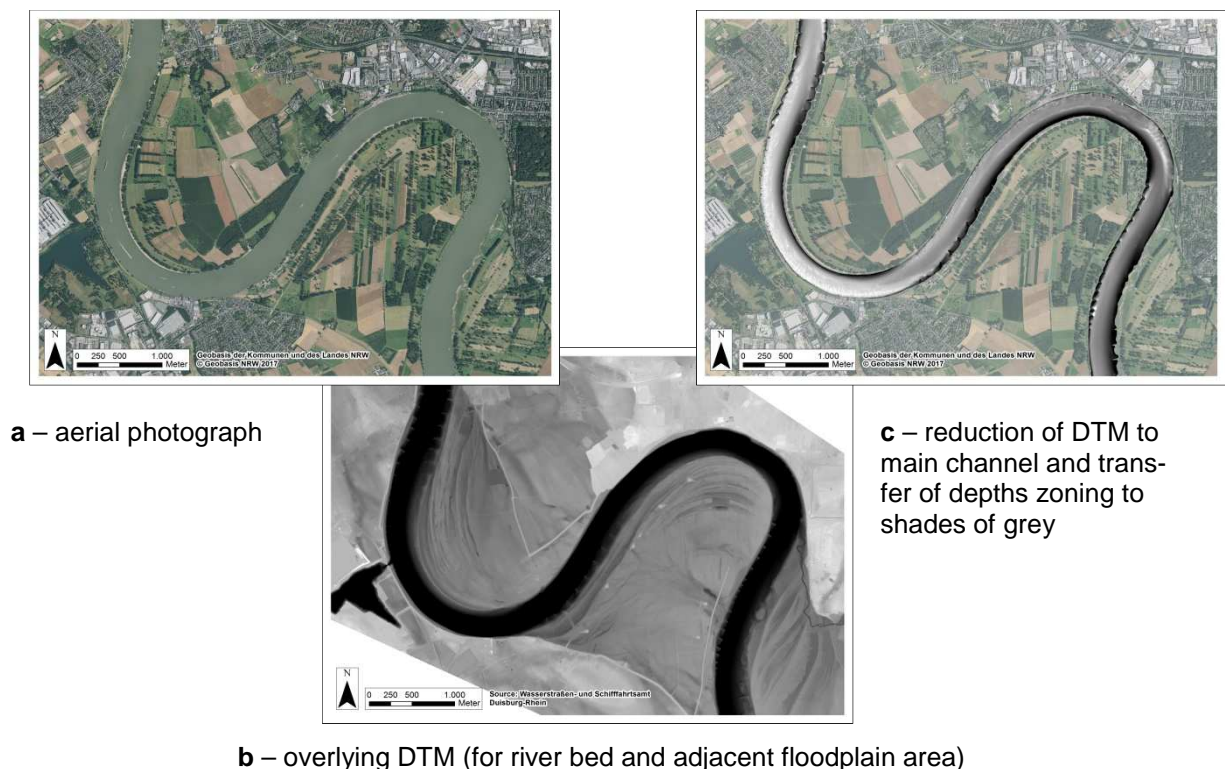 N
0 250 500 1.000
Meter
Geobasis der Kommunen und des Landes NRW
© Geobasis NRW 2017
a – aerial photograph
N
0 250 500 1.000
Meter
Geobasis der Kommunen und des Landes NRW
© Geobasis NRW 2017
c – reduction of DTM to
main channel and trans-
fer of depths zoning to
shades of grey
N
0 250 500 1.000
Meter
Source: Wasserstraßen- und Schifffahrtsamt
Duisburg-Rhein
b – overlying DTM (for river bed and adjacent floodplain area)